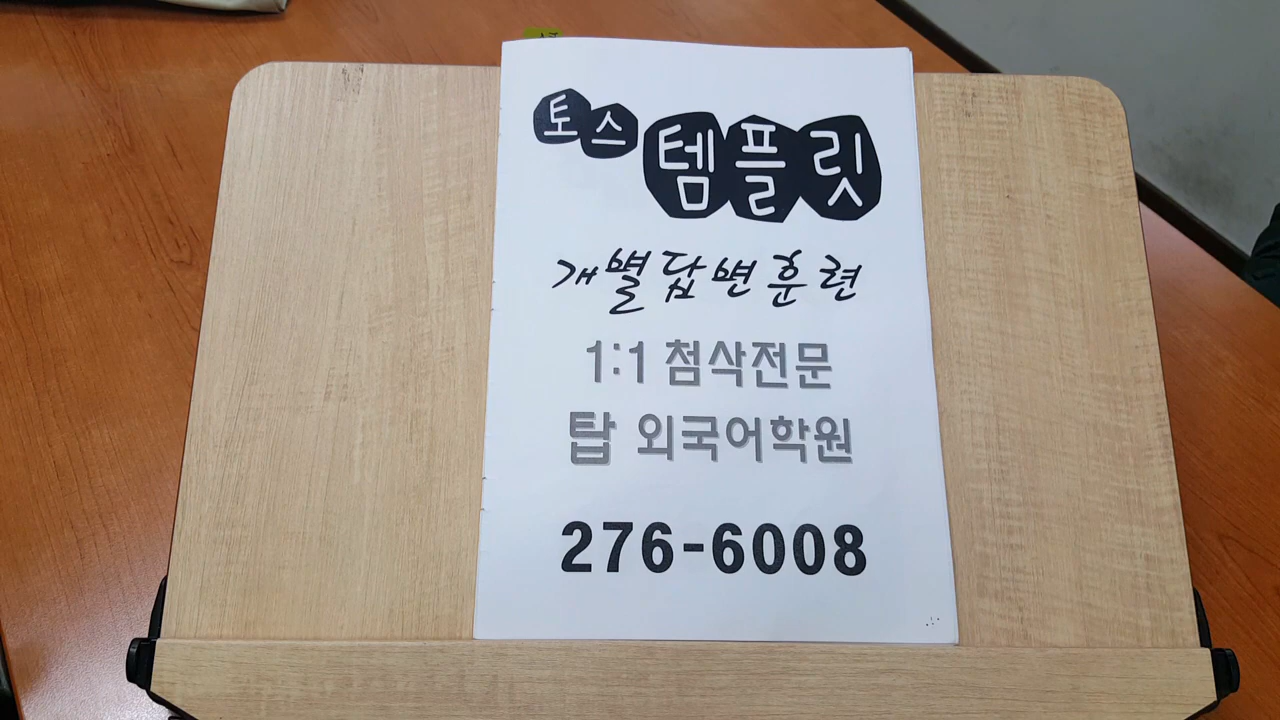 토스 템플릿
개별답변훈련
1:1 첨삭전문
탑 외국어학원
276-6008